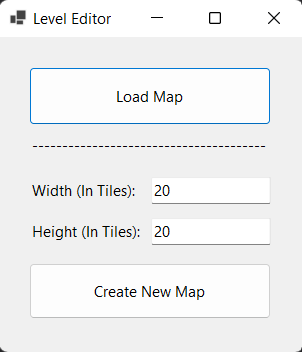 Level Editor
Load Map
---------------------------------------
Width (In Tiles): 20
Height (In Tiles): 20
Create New Map